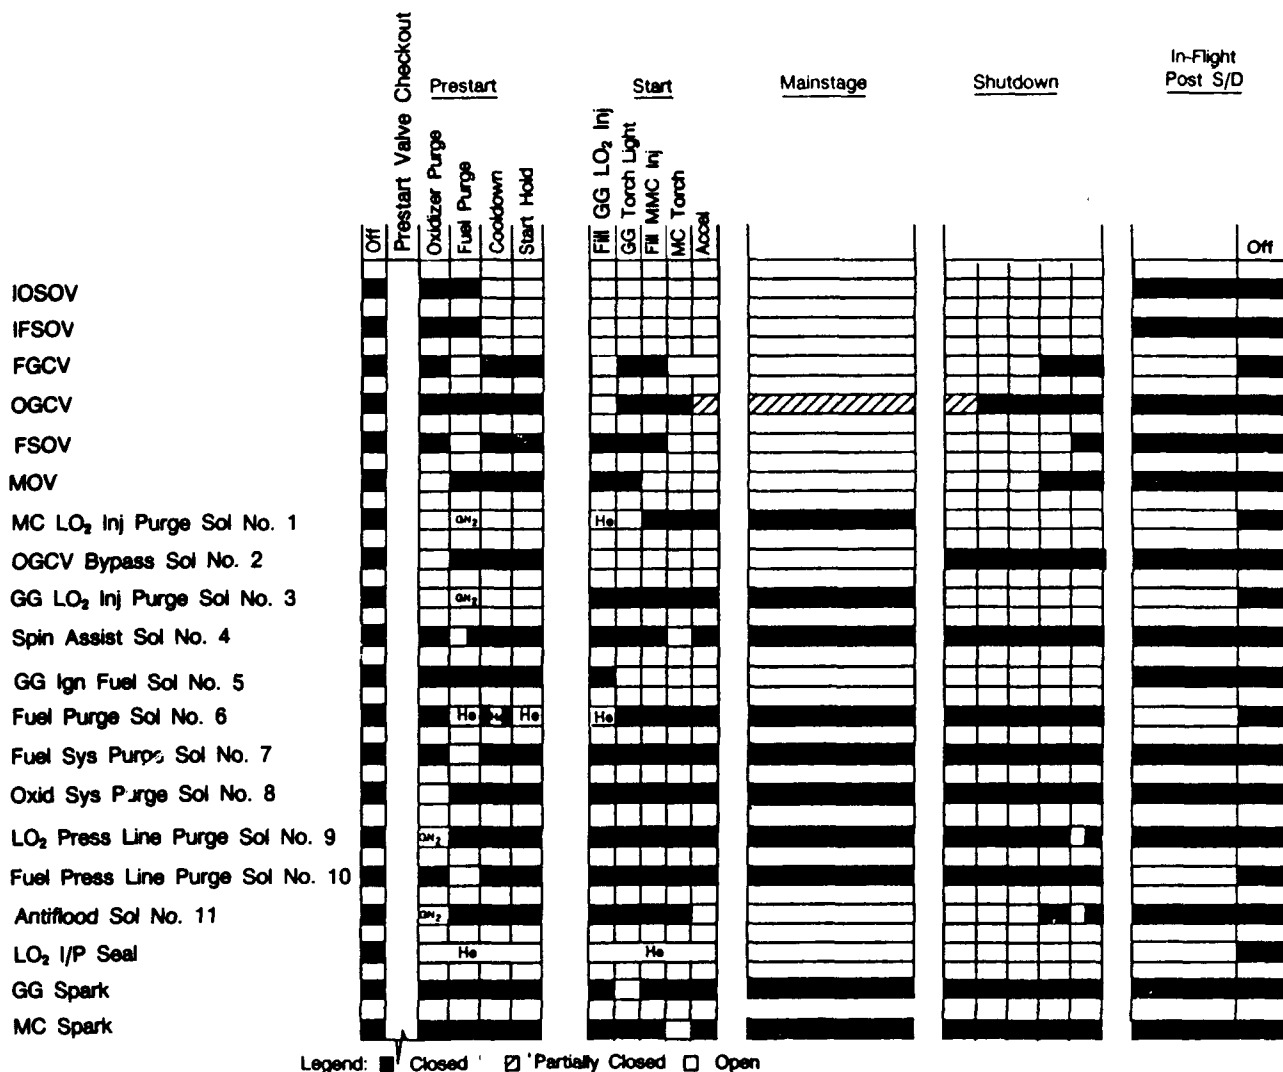 Prestart
Start
Mainstage
Shutdown
In-Flight
Post S/D
Off
Prestart Valve Checkout
Oxidizer Purge
Fuel Purge
Cooldown
Start Hold
Fill GG LO₂ Inj
GG Torch Light
Fill MMC Inj
MC Torch
Accel
Off
IOSOV
IFSOV
FGCV
OGCV
FSOV
MOV
MC LO₂ Inj Purge Sol No. 1 GN₂ He
OGCV Bypass Sol No. 2
GG LO₂ Inj Purge Sol No. 3 GN₂
Spin Assist Sol No. 4
GG Ign Fuel Sol No. 5
Fuel Purge Sol No. 6 He He He He
Fuel Sys Purge Sol No. 7
Oxid Sys Purge Sol No. 8
LO₂ Press Line Purge Sol No. 9 GN₂
Fuel Press Line Purge Sol No. 10
Antiflood Sol No. 11 GN₂
LO₂ I/P Seal He He
GG Spark
MC Spark
Legend: Closed Partially Closed Open